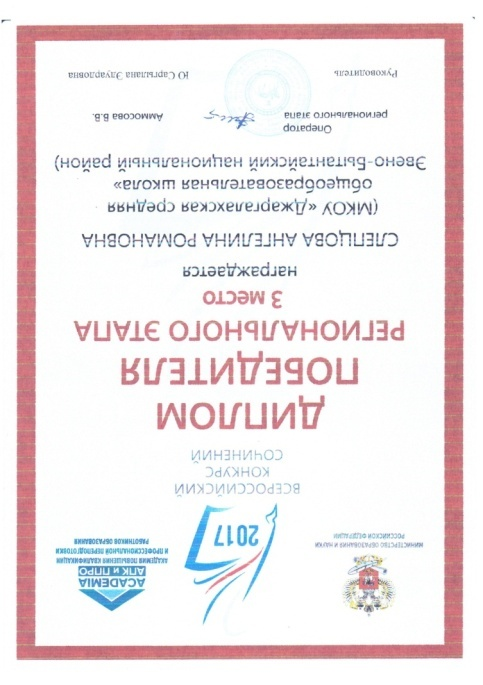 МИНИСТЕРСТВО ОБРАЗОВАНИЯ И НАУКИ
РОССИЙСКОЙ ФЕДЕРАЦИИ
2017
ACADEMIA
АПК и ППРО
АКАДЕМИЯ ПОВЫШЕНИЯ КВАЛИФИКАЦИИ
И ПРОФЕССИОНАЛЬНОЙ ПЕРЕПОДГОТОВКИ
РАБОТНИКОВ ОБРАЗОВАНИЯ
ВСЕРОССИЙСКИЙ
КОНКУРС
СОЧИНЕНИЙ
ДИПЛОМ
ПОБЕДИТЕЛЯ
РЕГИОНАЛЬНОГО ЭТАПА
3 место
награждается
СЛЕПЦОВА АНГЕЛИНА РОМАНОВНА
(МКОУ «Джаргалахская средняя
общеобразовательная школа»
Эвено-Бытантайский национальный район)
Оператор
регионального этапа
Аммосова В.В.
Руководитель
Ю Саргылана Эдуардовна